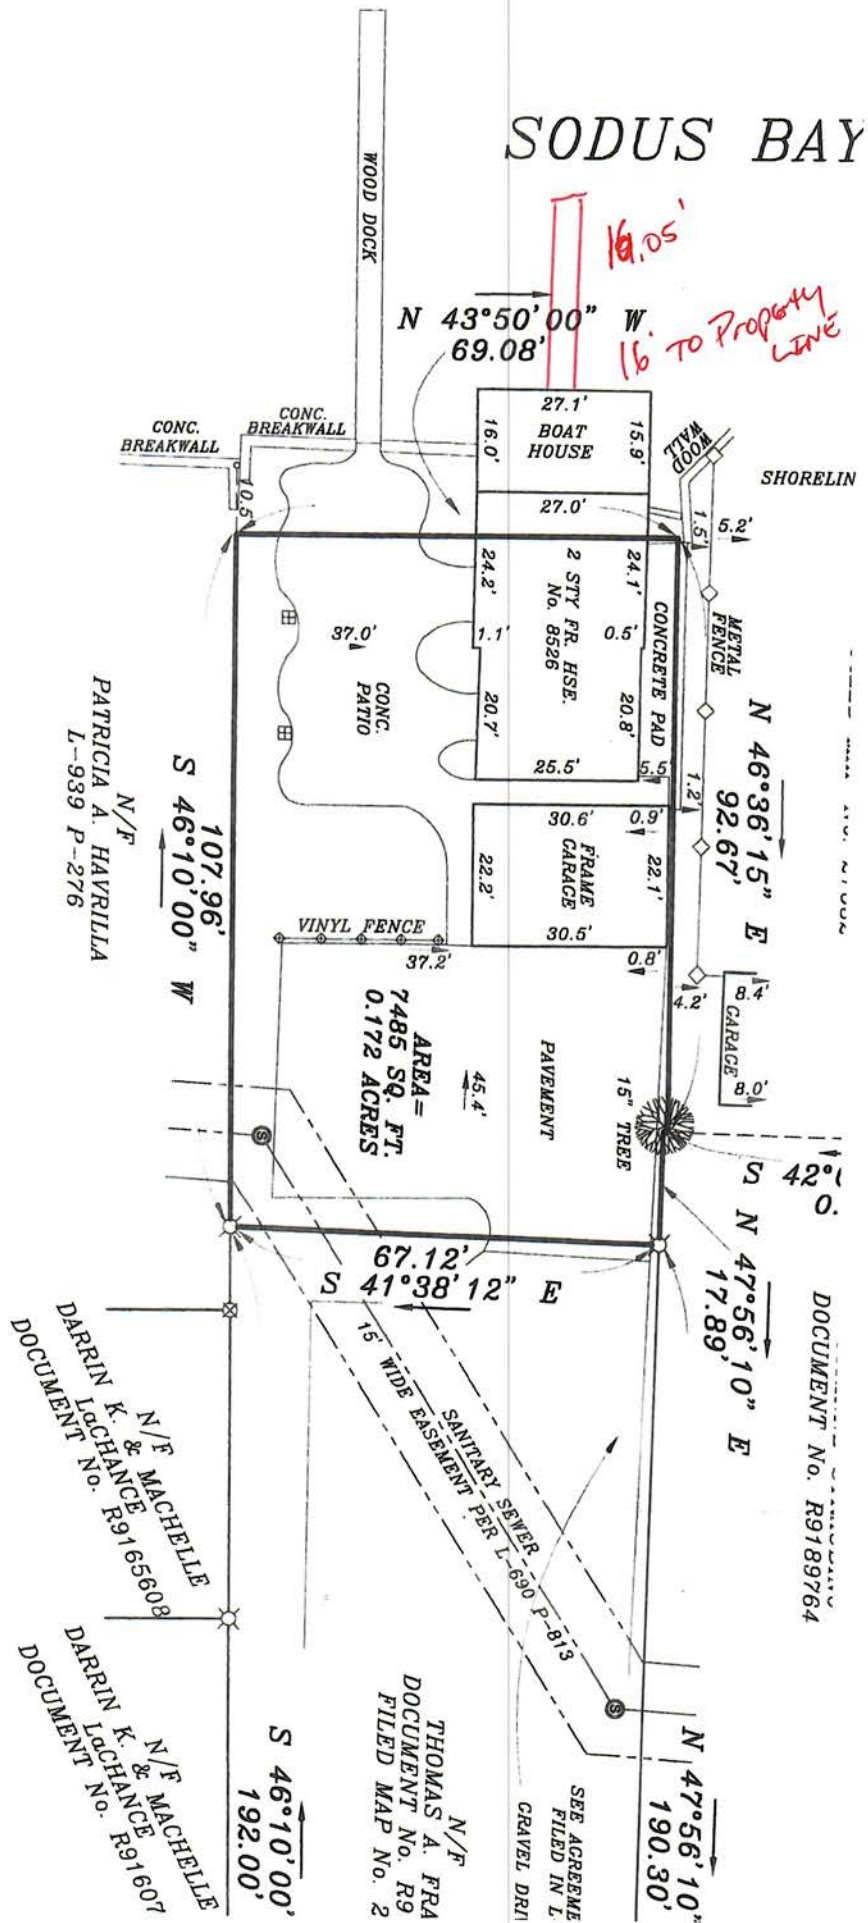 SODUS BAY
WOOD DOCK
16' TO Property
LINE
N 43°50'00" W
69.08'
CONC.
BREAKWALL
CONC.
BREAKWALL
27.1'
BOAT
HOUSE
16.0'
15.9'
WOOD
WALL
SHORELIN
10.5'
27.0'
1.5'
5.2'
24.2'
24.1'
2 STY FR. HSE.
No. 8526
CONCRETE PAD
METAL
FENCE
37.0'
1.1'
0.5'
CONC.
PATIO
20.7'
20.8'
25.5'
5.5'
1.2'
N 46°36'15" E
92.67'
N/F
PATRICIA A. HAVRILLA
L-939 P-276
107.96'
S 46°10'00" W
30.6'
0.9'
FRAME
GARAGE
22.2'
22.1'
30.5'
VINYL FENCE
37.2'
0.8'
4.2'
8.4'
GARAGE
8.0'
AREA=
7485 SQ. FT.
0.172 ACRES
45.4'
PAVEMENT
15" TREE
S 42°
0.
N 47°56'10" E
17.89'
67.12'
S 41°38'12" E
DOCUMENT No. R9189764
SANITARY SEWER
15' WIDE EASEMENT PER L-690 P-813
N/F
DARRIN K. & MACHELLE
LaCHANCE
DOCUMENT No. R9165608
N/F
DARRIN K. & MACHELLE
LaCHANCE
DOCUMENT No. R91607
S 46°10'00"
192.00'
N/F
THOMAS A. FRA
DOCUMENT No. R9
FILED MAP No. 2
SEE AGREEME
FILED IN L
GRAVEL DRI
N 47°56'10"
190.30'